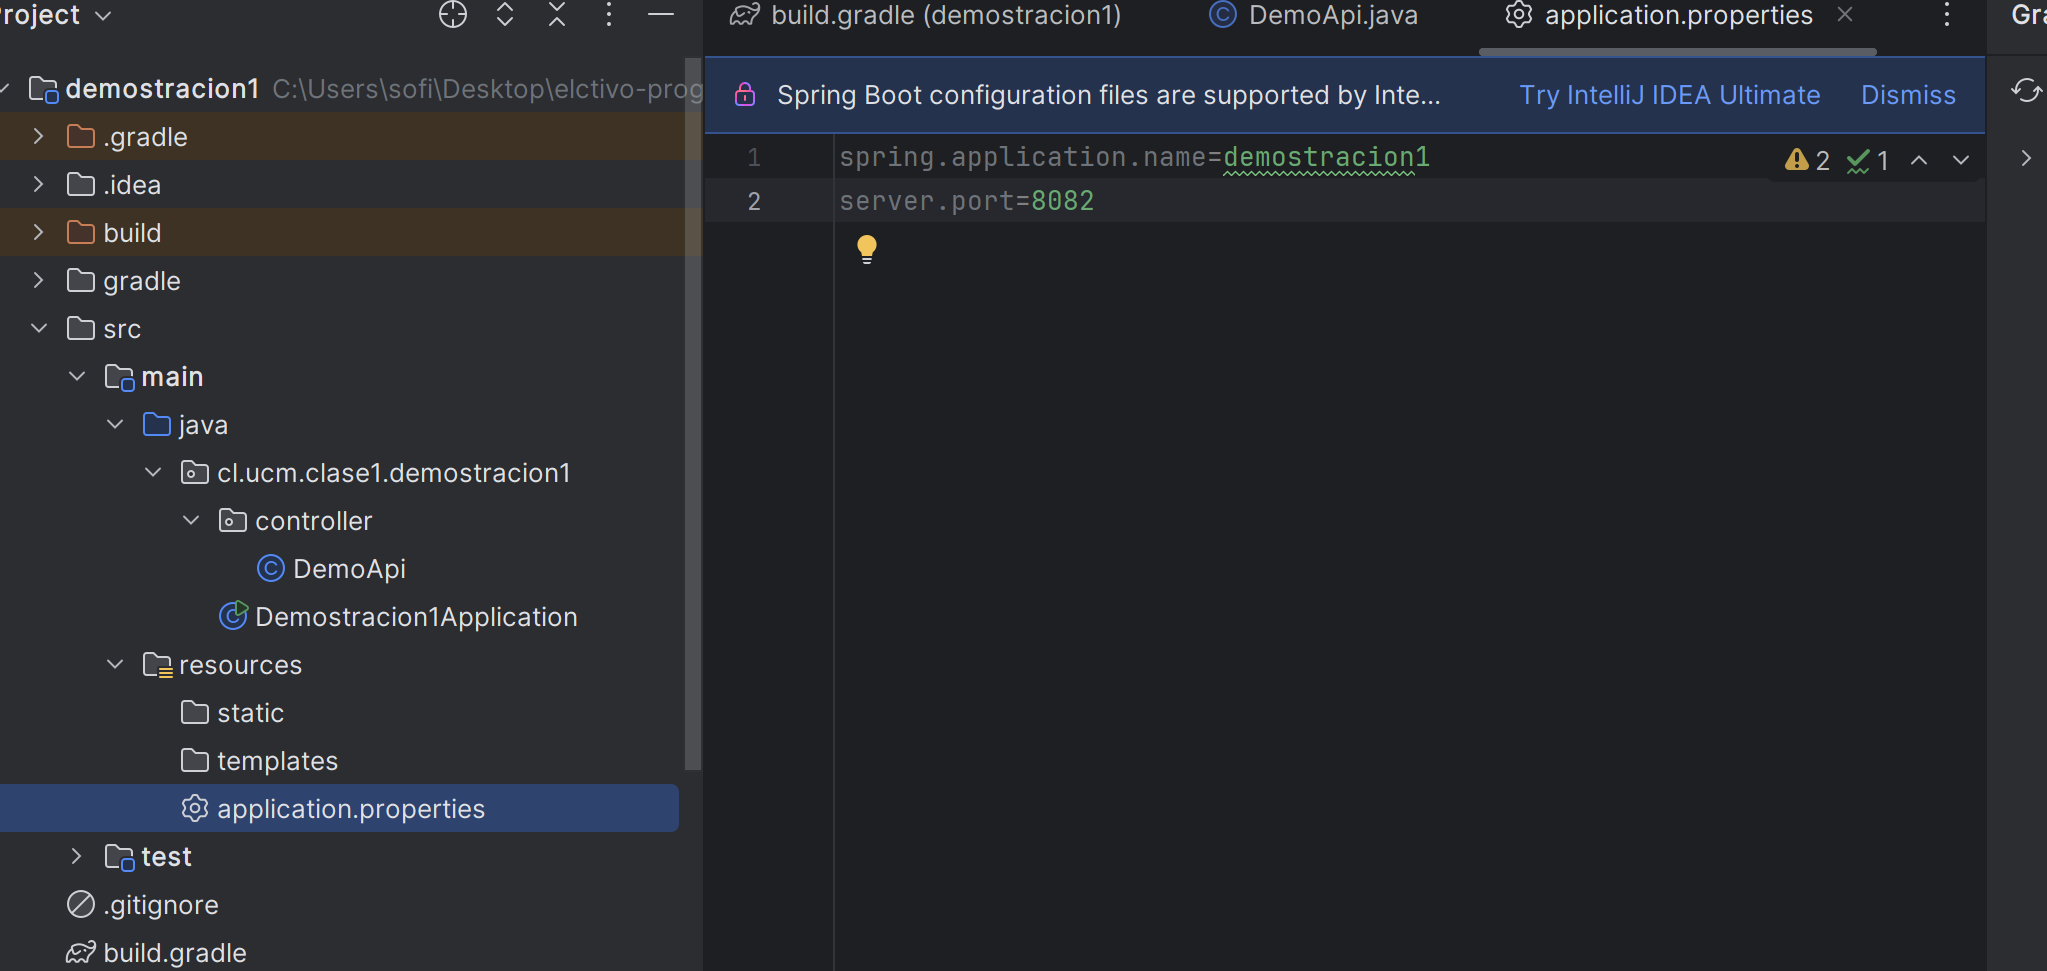 roject
build.gradle (demostracion1)
DemoApi.java
application.properties
Gra
demostracion1 C:\Users\sofi\Desktop\elctivo-prog
Spring Boot configuration files are supported by Inte...
Try IntelliJ IDEA Ultimate
Dismiss
.gradle
.idea
build
gradle
src
main
java
cl.ucm.clase1.demostracion1
controller
DemoApi
Demostracion1Application
resources
static
templates
application.properties
test
.gitignore
build.gradle
1 spring.application.name=demostracion1
2 1
2 server.port=8082